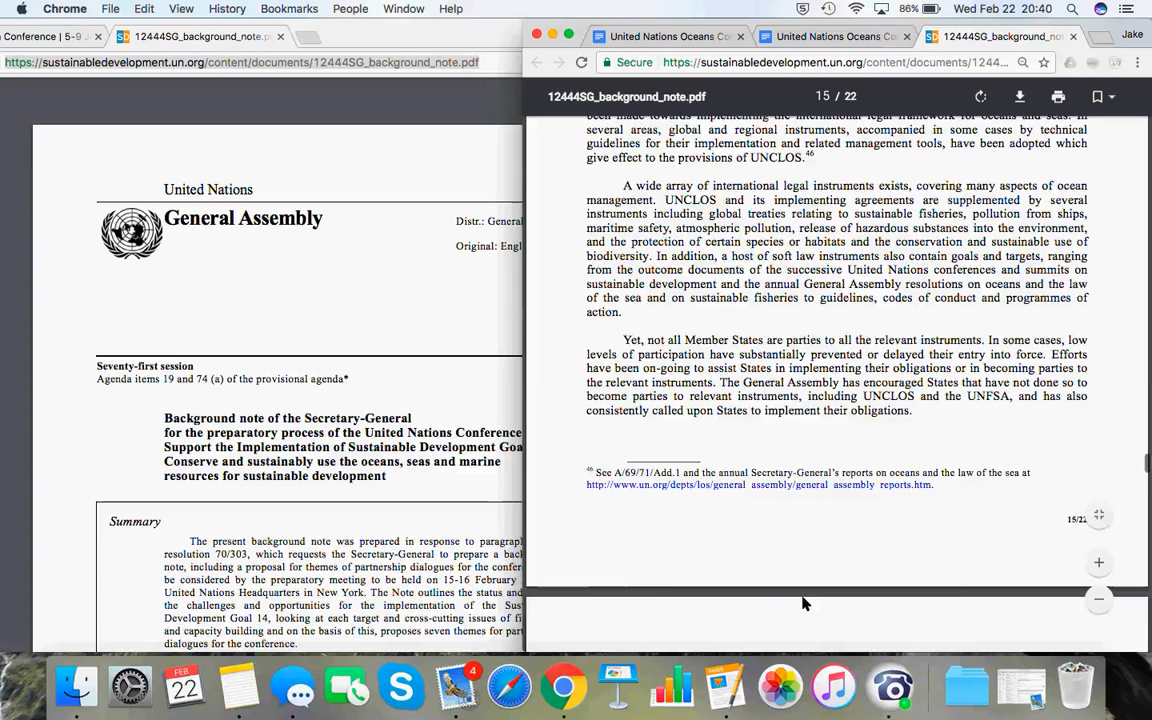 Chrome File Edit View History Bookmarks People Window Help 86% Wed Feb 22 20:40
Conference | 5-9 J
12444SG_background_note.p
https://sustainabledevelopment.un.org/content/documents/12444SG_background_note.pdf
United Nations
General Assembly
Distr.: General
Original: Engl
Seventy-first session
Agenda items 19 and 74 (a) of the provisional agenda*
Background note of the Secretary-General
for the preparatory process of the United Nations Conference
Support the Implementation of Sustainable Development Goa
Conserve and sustainably use the oceans, seas and marine
resources for sustainable development
Summary
The present background note was prepared in response to paragrap
resolution 70/303, which requests the Secretary-General to prepare a bac
note, including a proposal for themes of partnership dialogues for the confer
be considered by the preparatory meeting to be held on 15-16 February
United Nations Headquarters in New York. The Note outlines the status and
the challenges and opportunities for the implementation of the Sus
Development Goal 14, looking at each target and cross-cutting issues of fi
and capacity building and on the basis of this, proposes seven themes for part
dialogues for the conference.
United Nations Oceans C
United Nations Oceans Co
12444SG_background_no
Jake
Secure https://sustainabledevelopment.un.org/content/documents/12444...
12444SG_background_note.pdf
15 / 22
been made towards implementing the international legal framework for oceans and seas. In
several areas, global and regional instruments, accompanied in some cases by technical
guidelines for their implementation and related management tools, have been adopted which
give effect to the provisions of UNCLOS.46
A wide array of international legal instruments exists, covering many aspects of ocean
management. UNCLOS and its implementing agreements are supplemented by several
instruments including global treaties relating to sustainable fisheries, pollution from ships,
maritime safety, atmospheric pollution, release of hazardous substances into the environment,
and the protection of certain species or habitats and the conservation and sustainable use of
biodiversity. In addition, a host of soft law instruments also contain goals and targets, ranging
from the outcome documents of the successive United Nations conferences and summits on
sustainable development and the annual General Assembly resolutions on oceans and the law
of the sea and on sustainable fisheries to guidelines, codes of conduct and programmes of
action.
Yet, not all Member States are parties to all the relevant instruments. In some cases, low
levels of participation have substantially prevented or delayed their entry into force. Efforts
have been on-going to assist States in implementing their obligations or in becoming parties to
the relevant instruments. The General Assembly has encouraged States that have not done so to
become parties to relevant instruments, including UNCLOS and the UNFSA, and has also
consistently called upon States to implement their obligations.
46 See A/69/71/Add.1 and the annual Secretary-General's reports on oceans and the law of the sea at
http://www.un.org/depts/los/general_assembly/general_assembly_reports.htm.
15/22
FEB
22
4